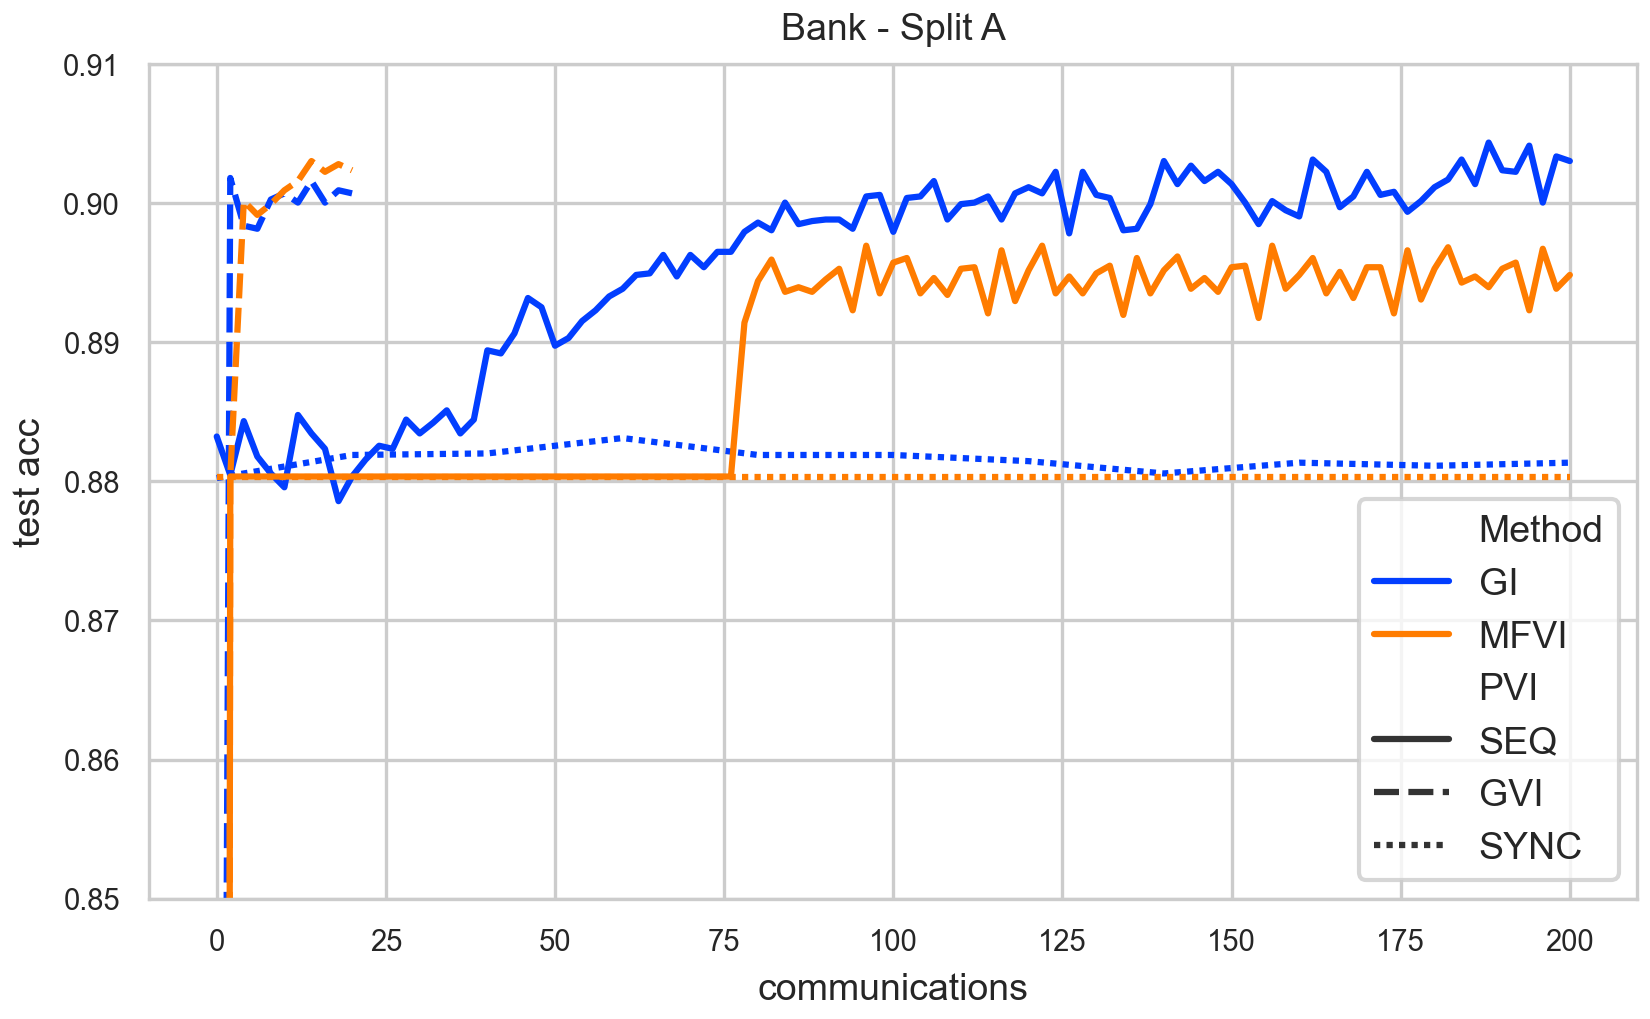 Bank - Split A
0.91
0.90
0.89
0.88
0.87
0.86
0.85
test acc
0 25 50 75 100 125 150 175 200
communications
Method
GI
MFVI
PVI
SEQ
GVI
SYNC